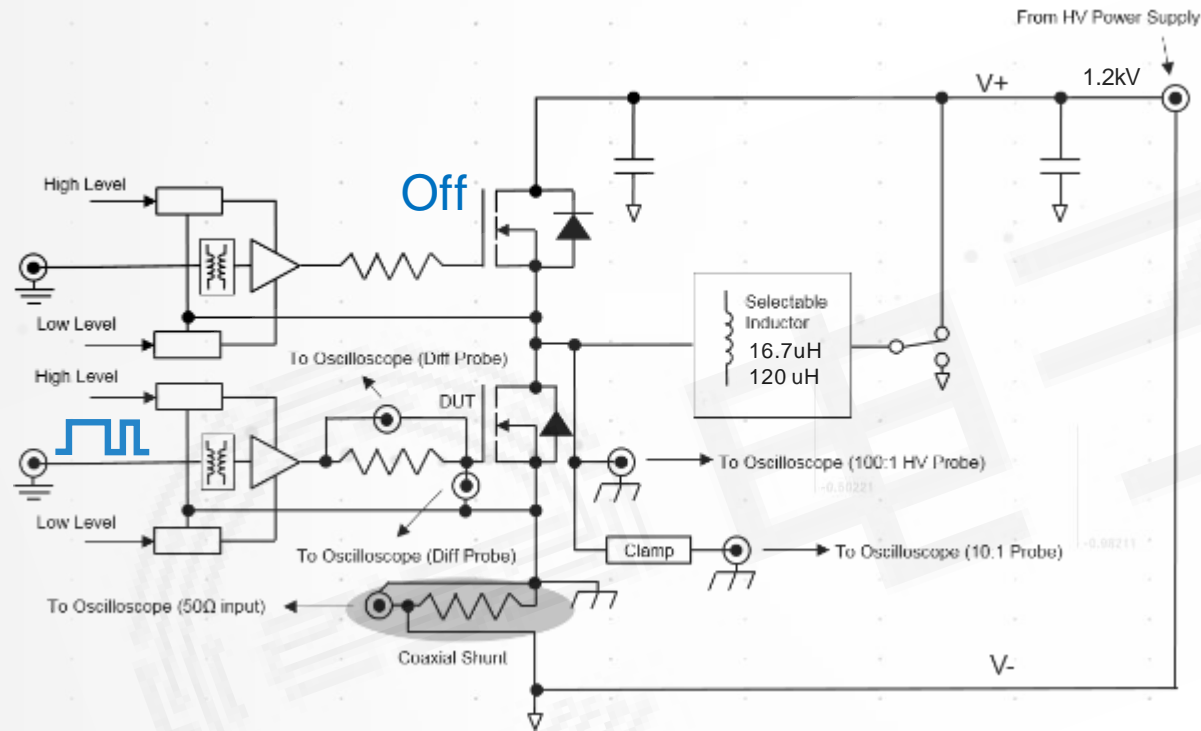 From HV Power Supply
V+
1.2kV
High Level
Off
Low Level
Selectable
Inductor
16.7uH
120 uH
To Oscilloscope (Diff Probe)
High Level
DUT
To Oscilloscope (100:1 HV Probe)
-0.50221
Low Level
To Oscilloscope (Diff Probe)
Clamp
To Oscilloscope (10:1 Probe)
-0.98211
To Oscilloscope (50Ω input)
Coaxial Shunt
V-